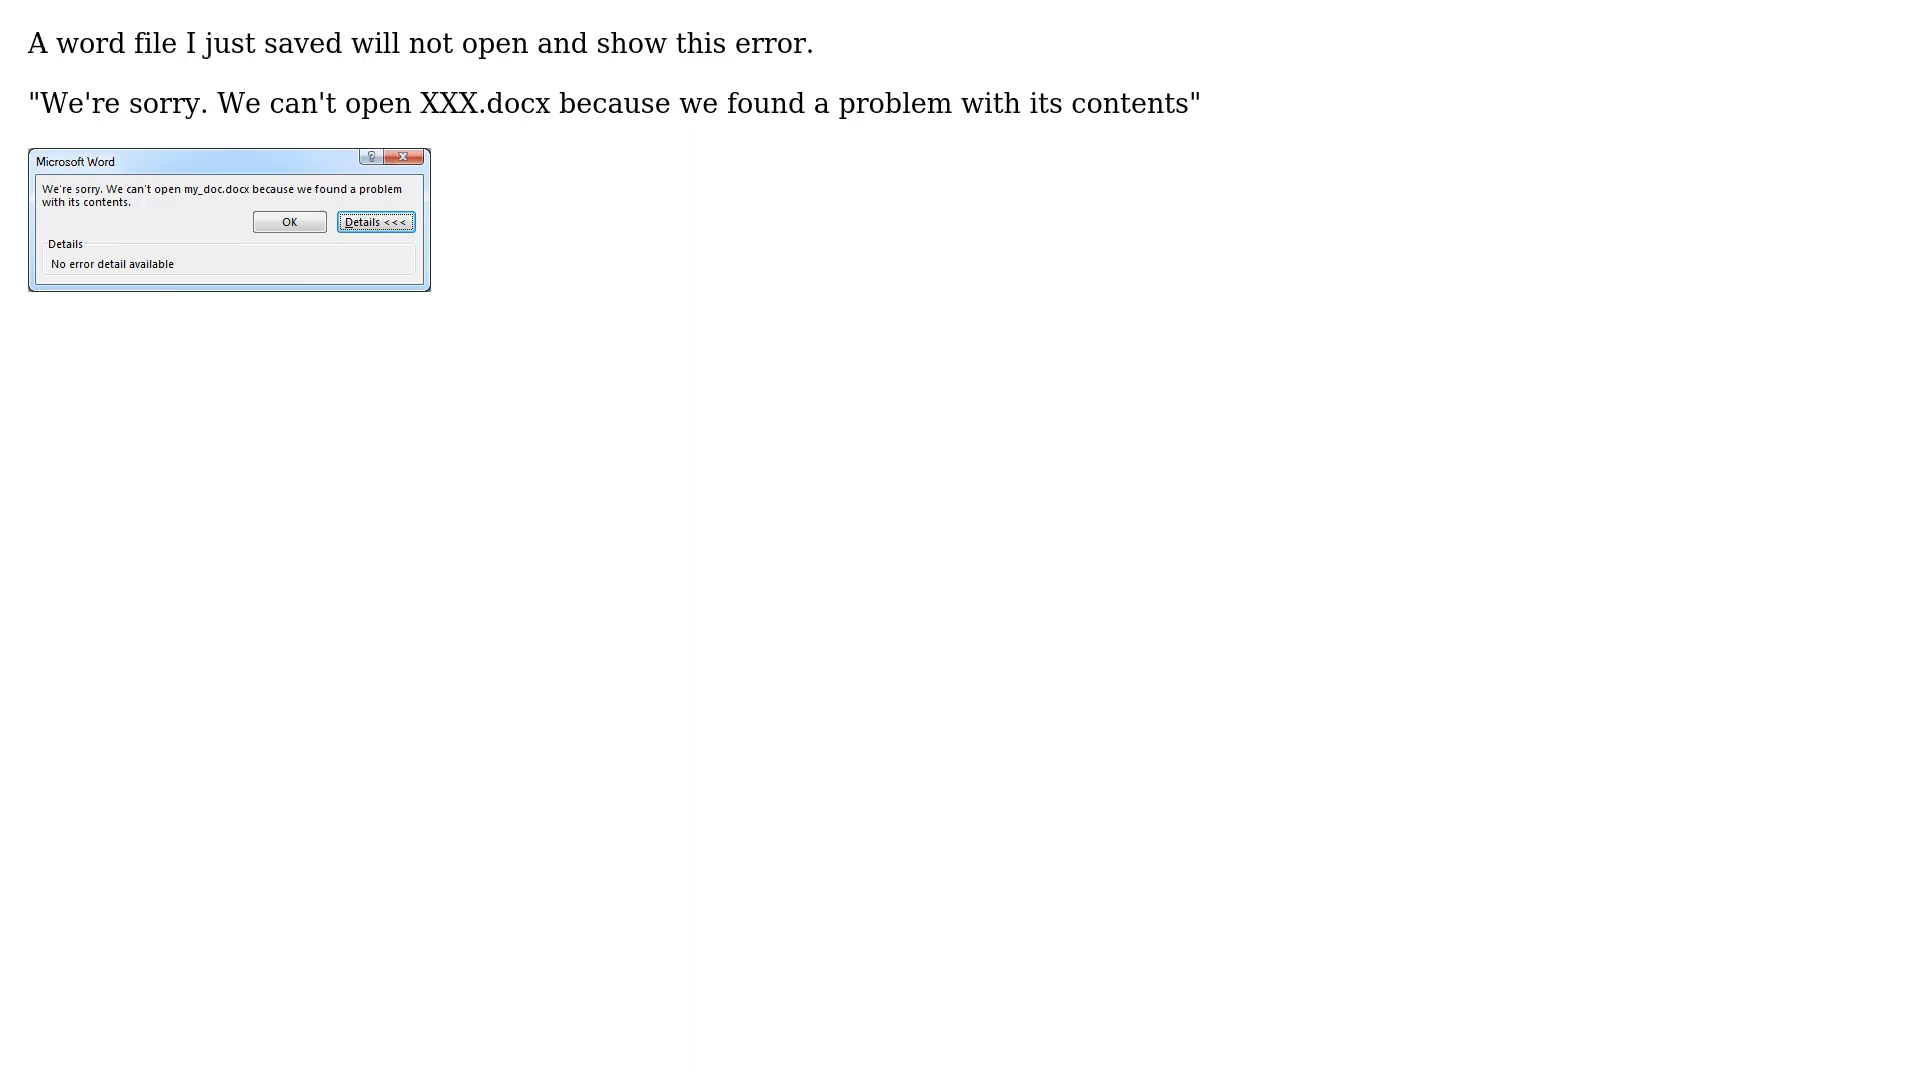 A word file I just saved will not open and show this error.
"We're sorry. We can't open XXX.docx because we found a problem with its contents"
Microsoft Word
?
We're sorry. We can't open my_doc.docx because we found a problem
with its contents.
OK Details <<<
Details
No error detail available